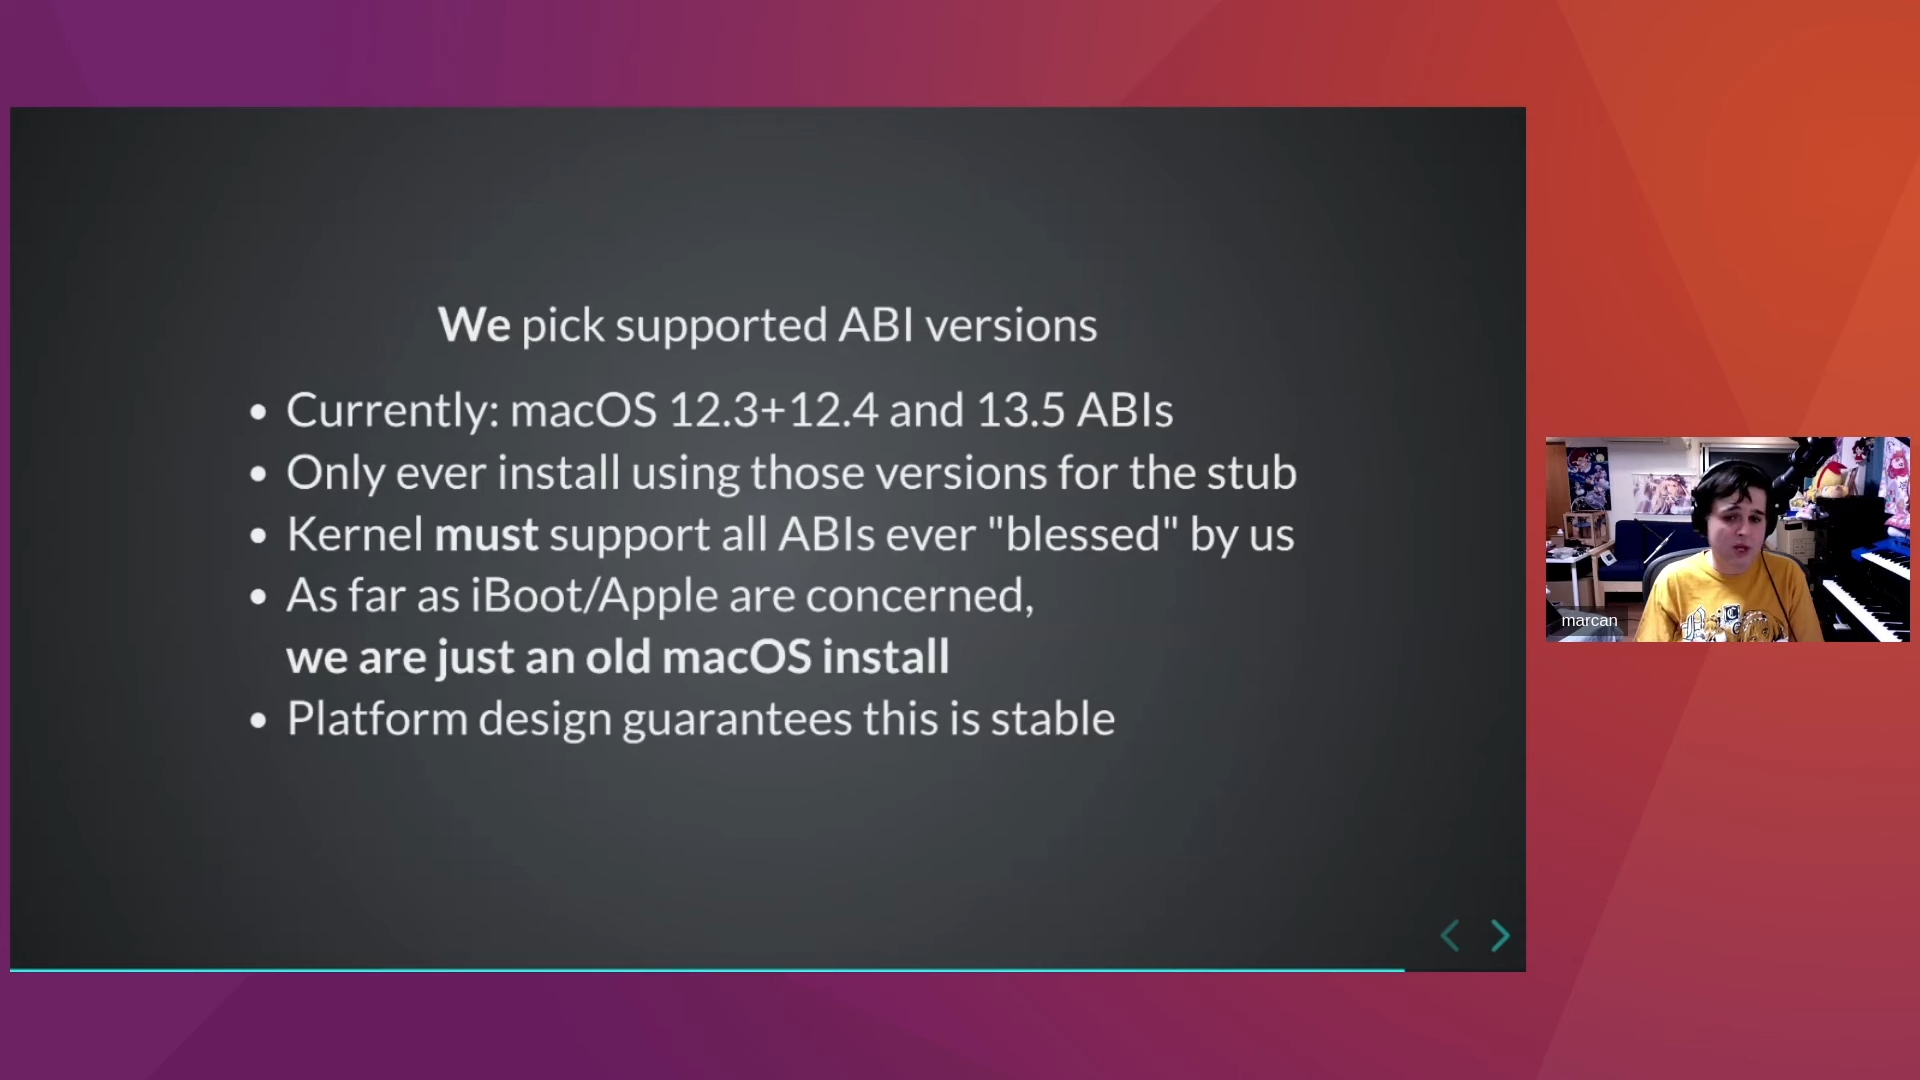 We pick supported ABI versions
• Currently: macOS 12.3+12.4 and 13.5 ABIs
• Only ever install using those versions for the stub
• Kernel must support all ABIs ever "blessed" by us
• As far as iBoot/Apple are concerned,
we are just an old macOS install
• Platform design guarantees this is stable
marcan